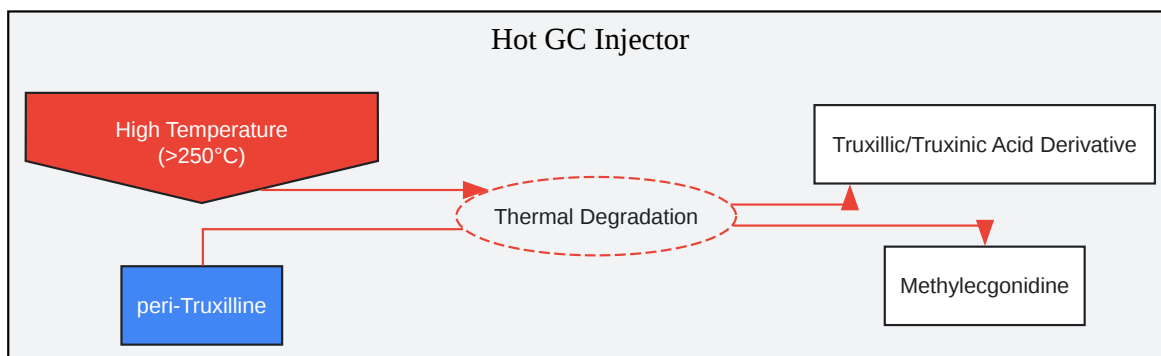 Hot GC Injector
High Temperature
(>250°C)
Truxillic/Truxinic Acid Derivative
Thermal Degradation
peri-Truxilline
Methylecgonidine